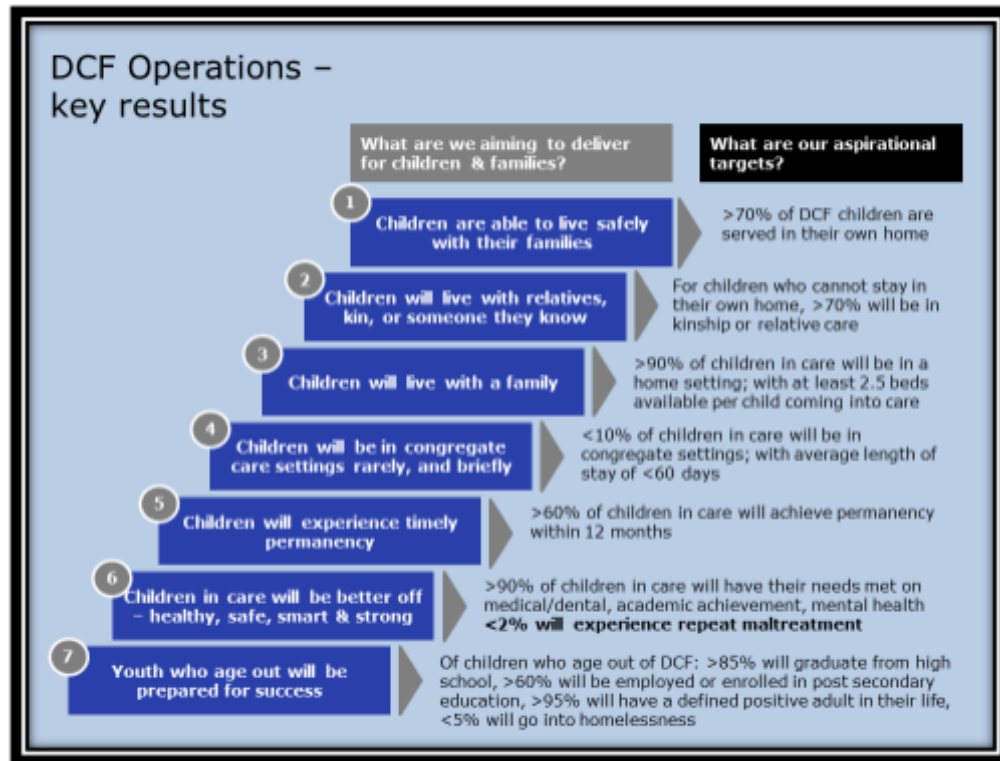 DCF Operations –
key results
What are we aiming to deliver
for children & families?
What are our aspirational
targets?
1
Children are able to live safely
with their families
>70% of DCF children are
served in their own home
2
Children will live with relatives,
kin, or someone they know
For children who cannot stay in
their own home, >70% will be in
kinship or relative care
3
Children will live with a family
>90% of children in care will be in a
home setting; with at least 2.5 beds
available per child coming into care
4
Children will be in congregate
care settings rarely, and briefly
<10% of children in care will be in
congregate settings; with average length of
stay of <60 days
5
Children will experience timely
permanency
>60% of children in care will achieve permanency
within 12 months
6
Children in care will be better off
– healthy, safe, smart & strong
>90% of children in care will have their needs met on
medical/dental, academic achievement, mental health
<2% will experience repeat maltreatment
7
Youth who age out will be
prepared for success
Of children who age out of DCF: >85% will graduate from high
school, >60% will be employed or enrolled in post secondary
education, >95% will have a defined positive adult in their life,
<5% will go into homelessness